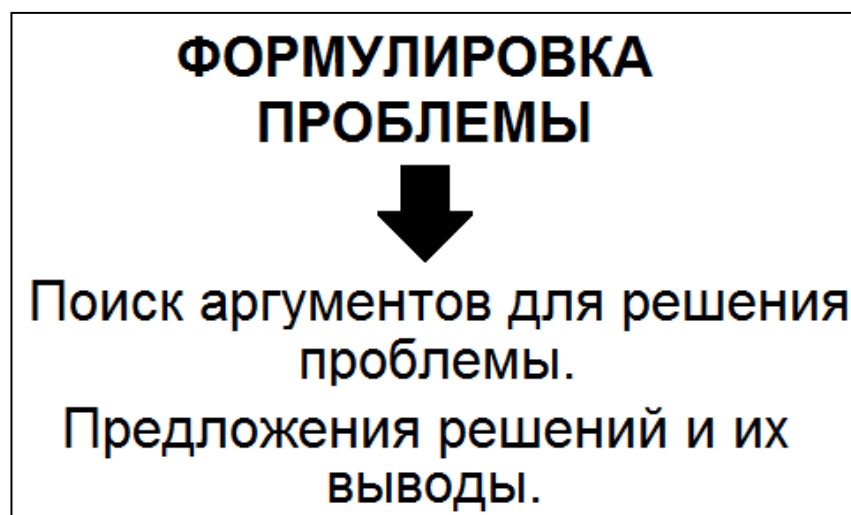 ФОРМУЛИРОВКА
ПРОБЛЕМЫ
Поиск аргументов для решения
проблемы.
Предложения решений и их
выводы.